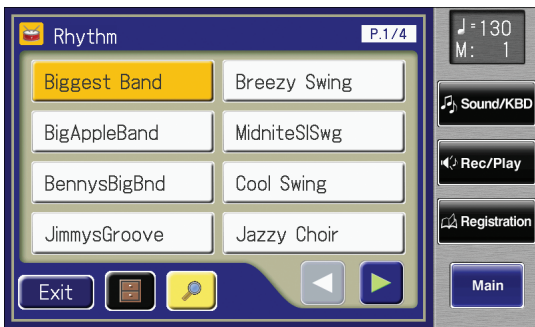 Rhythm P.1/4
♩=130
M: 1
Biggest Band Breezy Swing
BigAppleBand MidniteSlSwg
BennysBigBnd Cool Swing
JimmysGroove Jazzy Choir
Exit
Sound/KBD
Rec/Play
Registration
Main